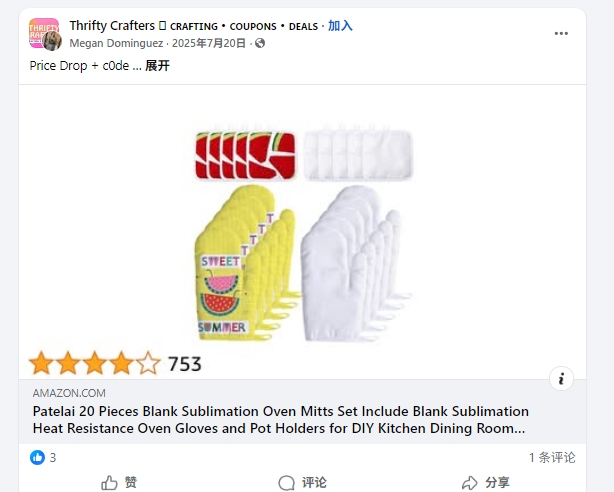 Thrifty Crafters ▯ ᴄʀᴀꜰᴛɪɴɢ • ᴄᴏᴜᴘᴏɴꜱ • ᴅᴇᴀʟꜱ · 加入
Megan Dominguez · 2025年7月20日 ·
Price Drop + c0de ... 展开
SWEET
SUMMER
753
AMAZON.COM
Patelai 20 Pieces Blank Sublimation Oven Mitts Set Include Blank Sublimation
Heat Resistance Oven Gloves and Pot Holders for DIY Kitchen Dining Room...
3
1 条评论
赞
评论
分享